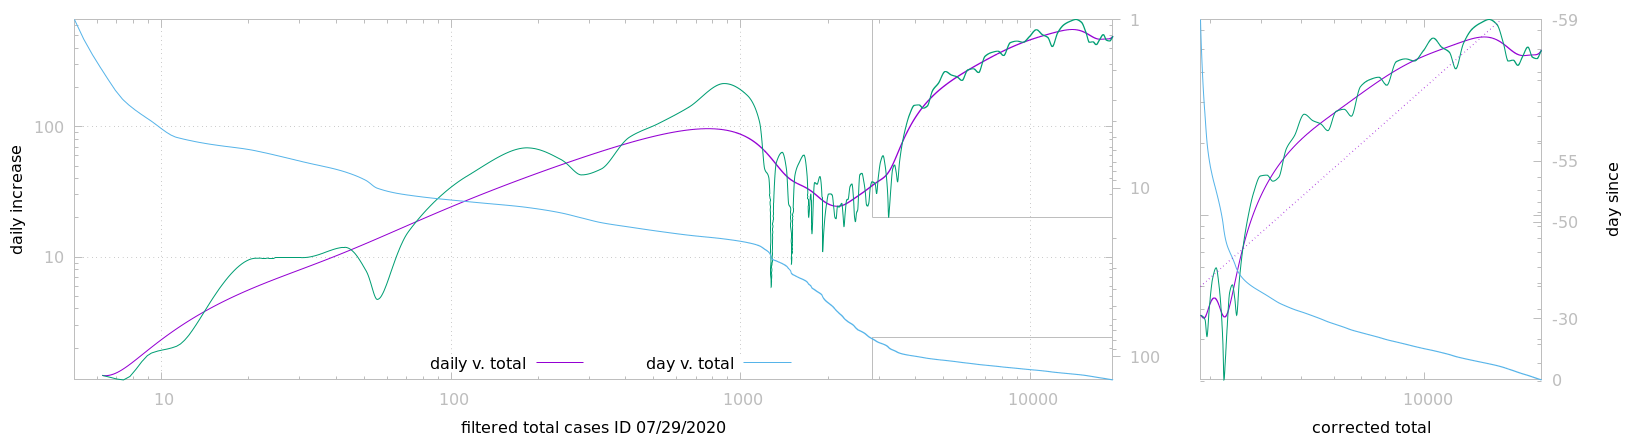 daily increase
100
10
10
100
1000
10000
filtered total cases ID 07/29/2020
daily v. total
day v. total
1
10
100
-59
-55
-50
-30
0
day since
10000
corrected total